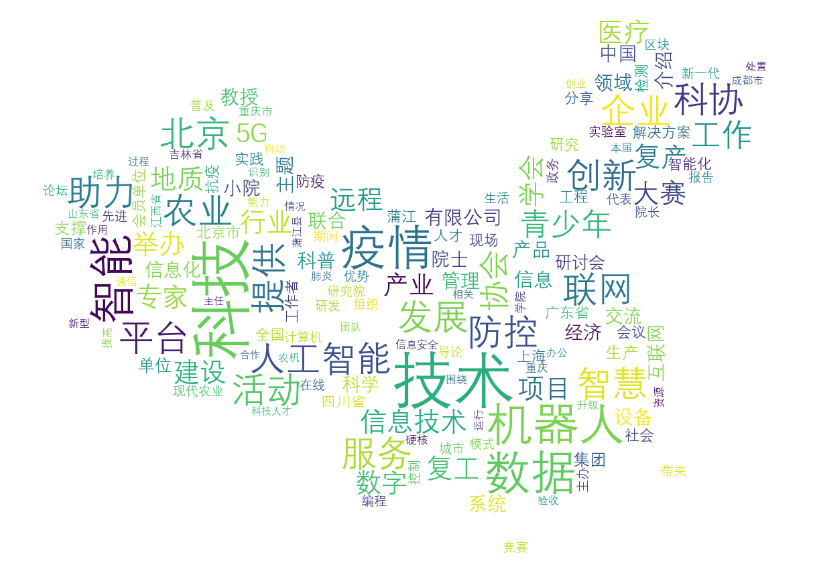 医疗
中国
区块
介绍
检测
新一代
处置
成都市
创业
领域
分享
企业
科协
普及
教授
重庆市
北京
5G
自动
实验室
解决方案
工作
本届
研究
复产
智能化
政务
报告
吉林省
实践
主题
过程
论坛
培养
助力
地质
识别
抗疫
防疫
小院
学会
创新
大赛
代表
院长
工程
生活
会员单位
江西省
能力
远程
山东省
先进
农业
情况
支撑
作用
行业
联合
蒲江
有限公司
青少年
国家
举办
北京市
蒲江县
期间
疫情
人才
现场
产品
智能
科技
提供
信息化
科普
优势
院士
协会
研讨会
通信
专家
工作者
肺炎
产业
管理
相关
学院
信息
联网
主任
研究院
研发
组织
发展
广东省
交流
新型
技能
平台
全国
计算机
团队
信息安全
防控
经济
会议
互联网
单位
建设
合作
农机
人工智能
导论
上海
办公
生产
现代农业
活动
在线
科学
技术
围绕
重庆
项目
智慧
资源
科技人才
四川省
信息技术
运行
机器人
升级
设备
社会
服务
硬核
城市
模式
数据
集团
数字
控制
复工
主办
带来
编程
系统
验收
竞赛